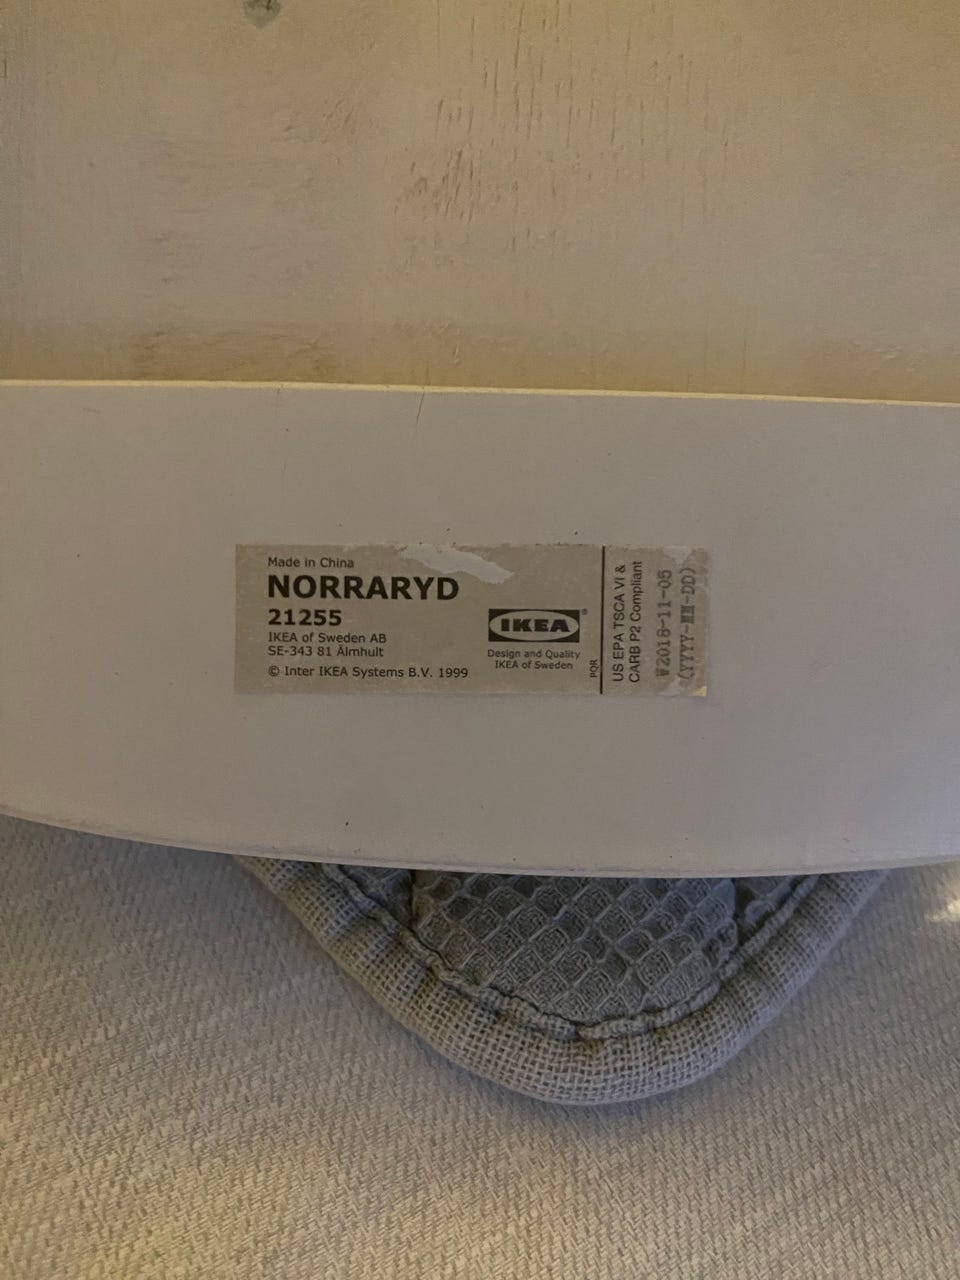 Made in China
NORRARYD
21255
IKEA of Sweden AB
SE-343 81 Älmhult
© Inter IKEA Systems B.V. 1999
IKEA®
Design and Quality
IKEA of Sweden
PQR
US EPA TSCA VI &
CARB P2 Compliant
W2018-11-05
(YYYY-MM-DD)